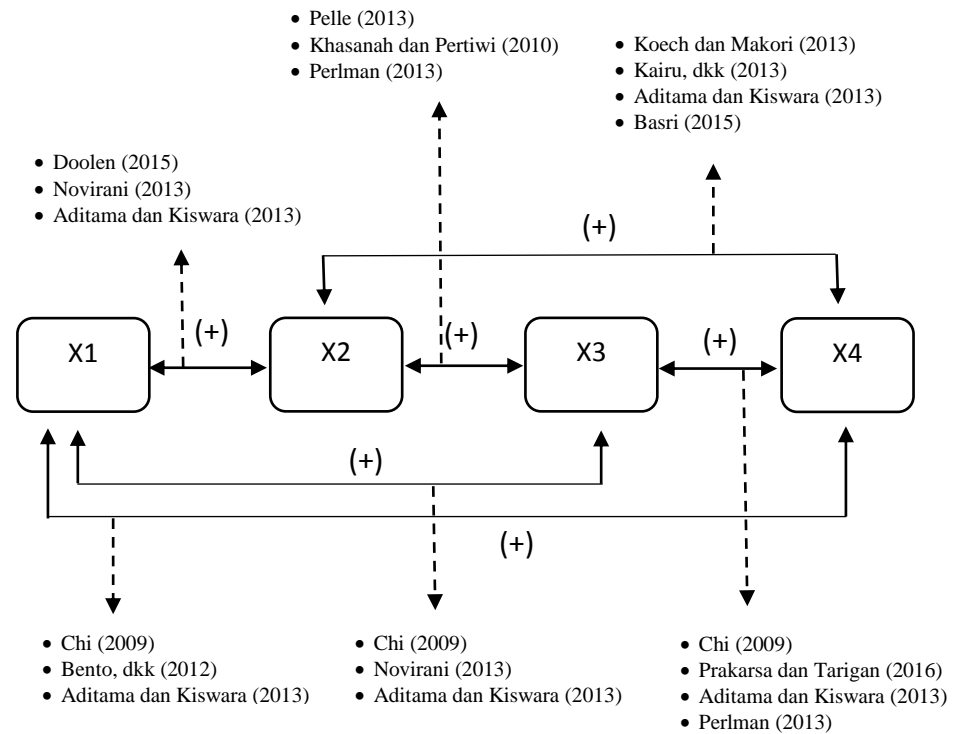 • Pelle (2013)
• Khasanah dan Pertiwi (2010)
• Perlman (2013)
• Koech dan Makori (2013)
• Kairu, dkk (2013)
• Aditama dan Kiswara (2013)
• Basri (2015)
• Doolen (2015)
• Novirani (2013)
• Aditama dan Kiswara (2013)
(+)
X1
(+)
X2
(+)
X3
(+)
X4
(+)
(+)
• Chi (2009)
• Bento, dkk (2012)
• Aditama dan Kiswara (2013)
• Chi (2009)
• Novirani (2013)
• Aditama dan Kiswara (2013)
• Chi (2009)
• Prakarsa dan Tarigan (2016)
• Aditama dan Kiswara (2013)
• Perlman (2013)